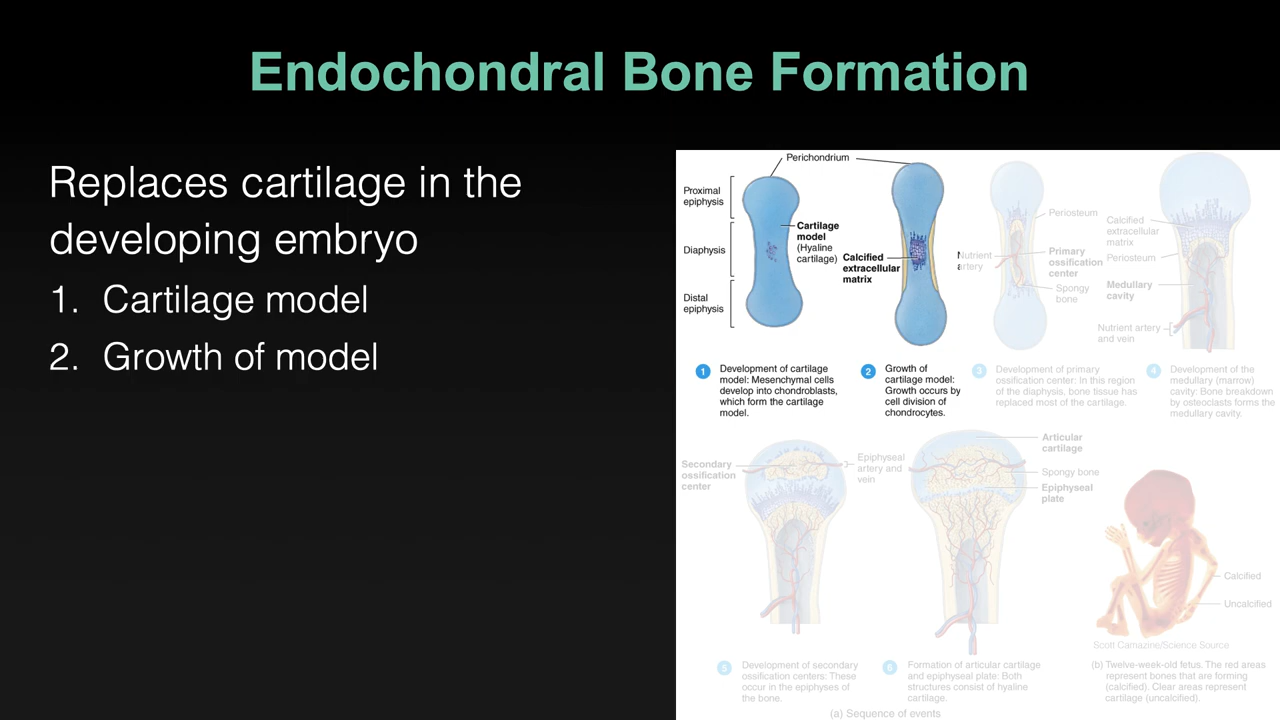 Endochondral Bone Formation
Replaces cartilage in the
developing embryo
1. Cartilage model
2. Growth of model
Perichondrium
Proximal
epiphysis
Diaphysis
Distal
epiphysis
Cartilage
model
(Hyaline
cartilage)
Calcified
extracellular
matrix
Nutrient
artery
Periosteum
Primary
ossification
center
Spongy
bone
Calcified
extracellular
matrix
Periosteum
Medullary
cavity
Nutrient artery
and vein
1 Development of cartilage
model: Mesenchymal cells
develop into chondroblasts,
which form the cartilage
model.
2 Growth of
cartilage model:
Growth occurs by
cell division of
chondrocytes.
3 Development of primary
ossification center: In this region
of the diaphysis, bone tissue has
replaced most of the cartilage.
4 Development of the
medullary (marrow)
cavity: Bone breakdown
by osteoclasts forms the
medullary cavity.
Secondary
ossification
center
Epiphyseal
artery and
vein
Articular
cartilage
Spongy bone
Epiphyseal
plate
Calcified
Uncalcified
Scott Camazine/Science Source
5 Development of secondary
ossification centers: These
occur in the epiphyses of
the bone.
6 Formation of articular cartilage
and epiphyseal plate: Both
structures consist of hyaline
cartilage.
(b) Twelve-week-old fetus. The red areas
represent bones that are forming
(calcified). Clear areas represent
cartilage (uncalcified).
(a) Sequence of events